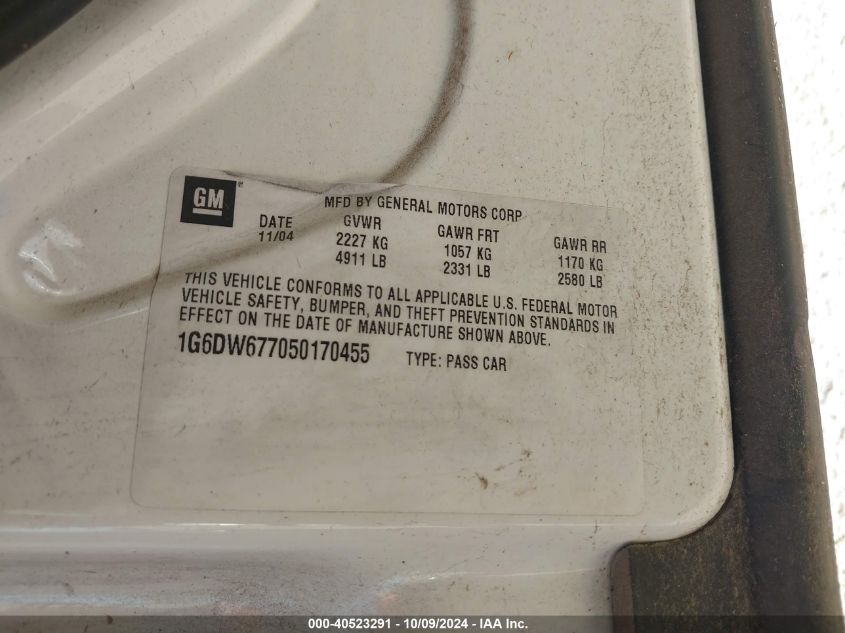 GM ®
MFD BY GENERAL MOTORS CORP
DATE GVWR GAWR FRT GAWR RR
11/04 2227 KG 1057 KG 1170 KG
4911 LB 2331 LB 2580 LB
THIS VEHICLE CONFORMS TO ALL APPLICABLE U.S. FEDERAL MOTOR
VEHICLE SAFETY, BUMPER, AND THEFT PREVENTION STANDARDS IN
EFFECT ON THE DATE OF MANUFACTURE SHOWN ABOVE.
1G6DW677050170455 TYPE: PASS CAR
000-40523291 - 10/09/2024 - IAA Inc.